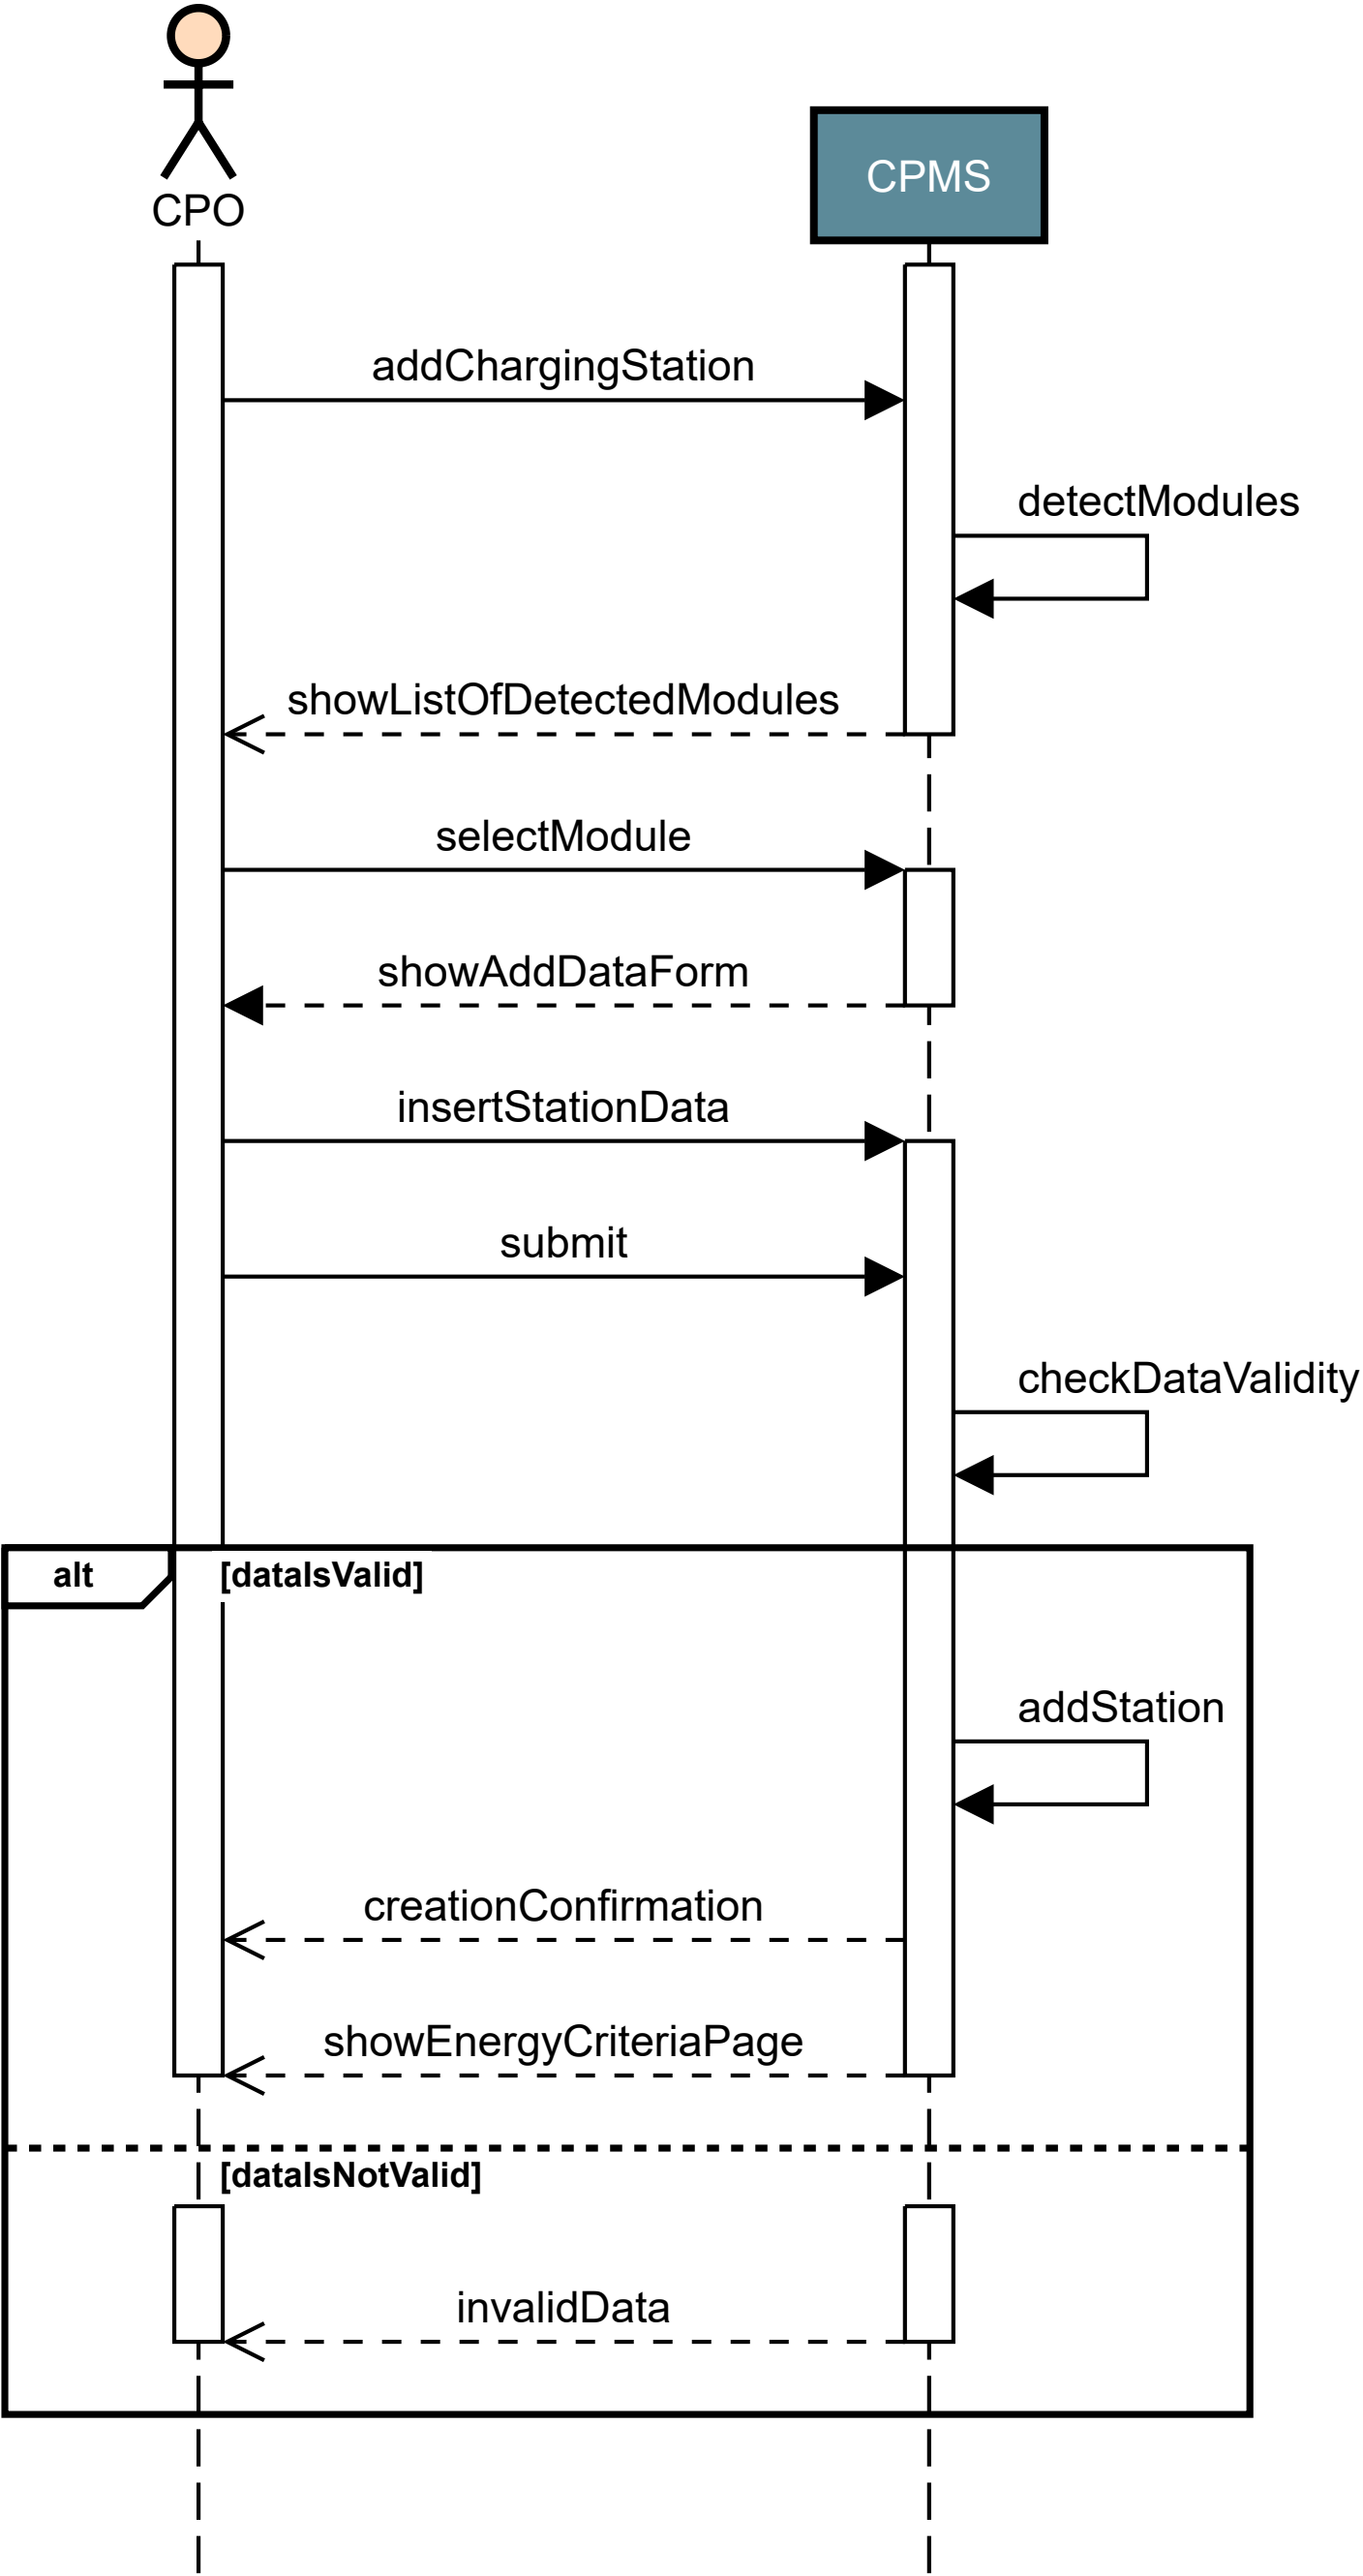 CPO
CPMS
addChargingStation
detectModules
showListOfDetectedModules
selectModule
showAddDataForm
insertStationData
submit
checkDataValidity
alt
[dataIsValid]
addStation
creationConfirmation
showEnergyCriteriaPage
[dataIsNotValid]
invalidData